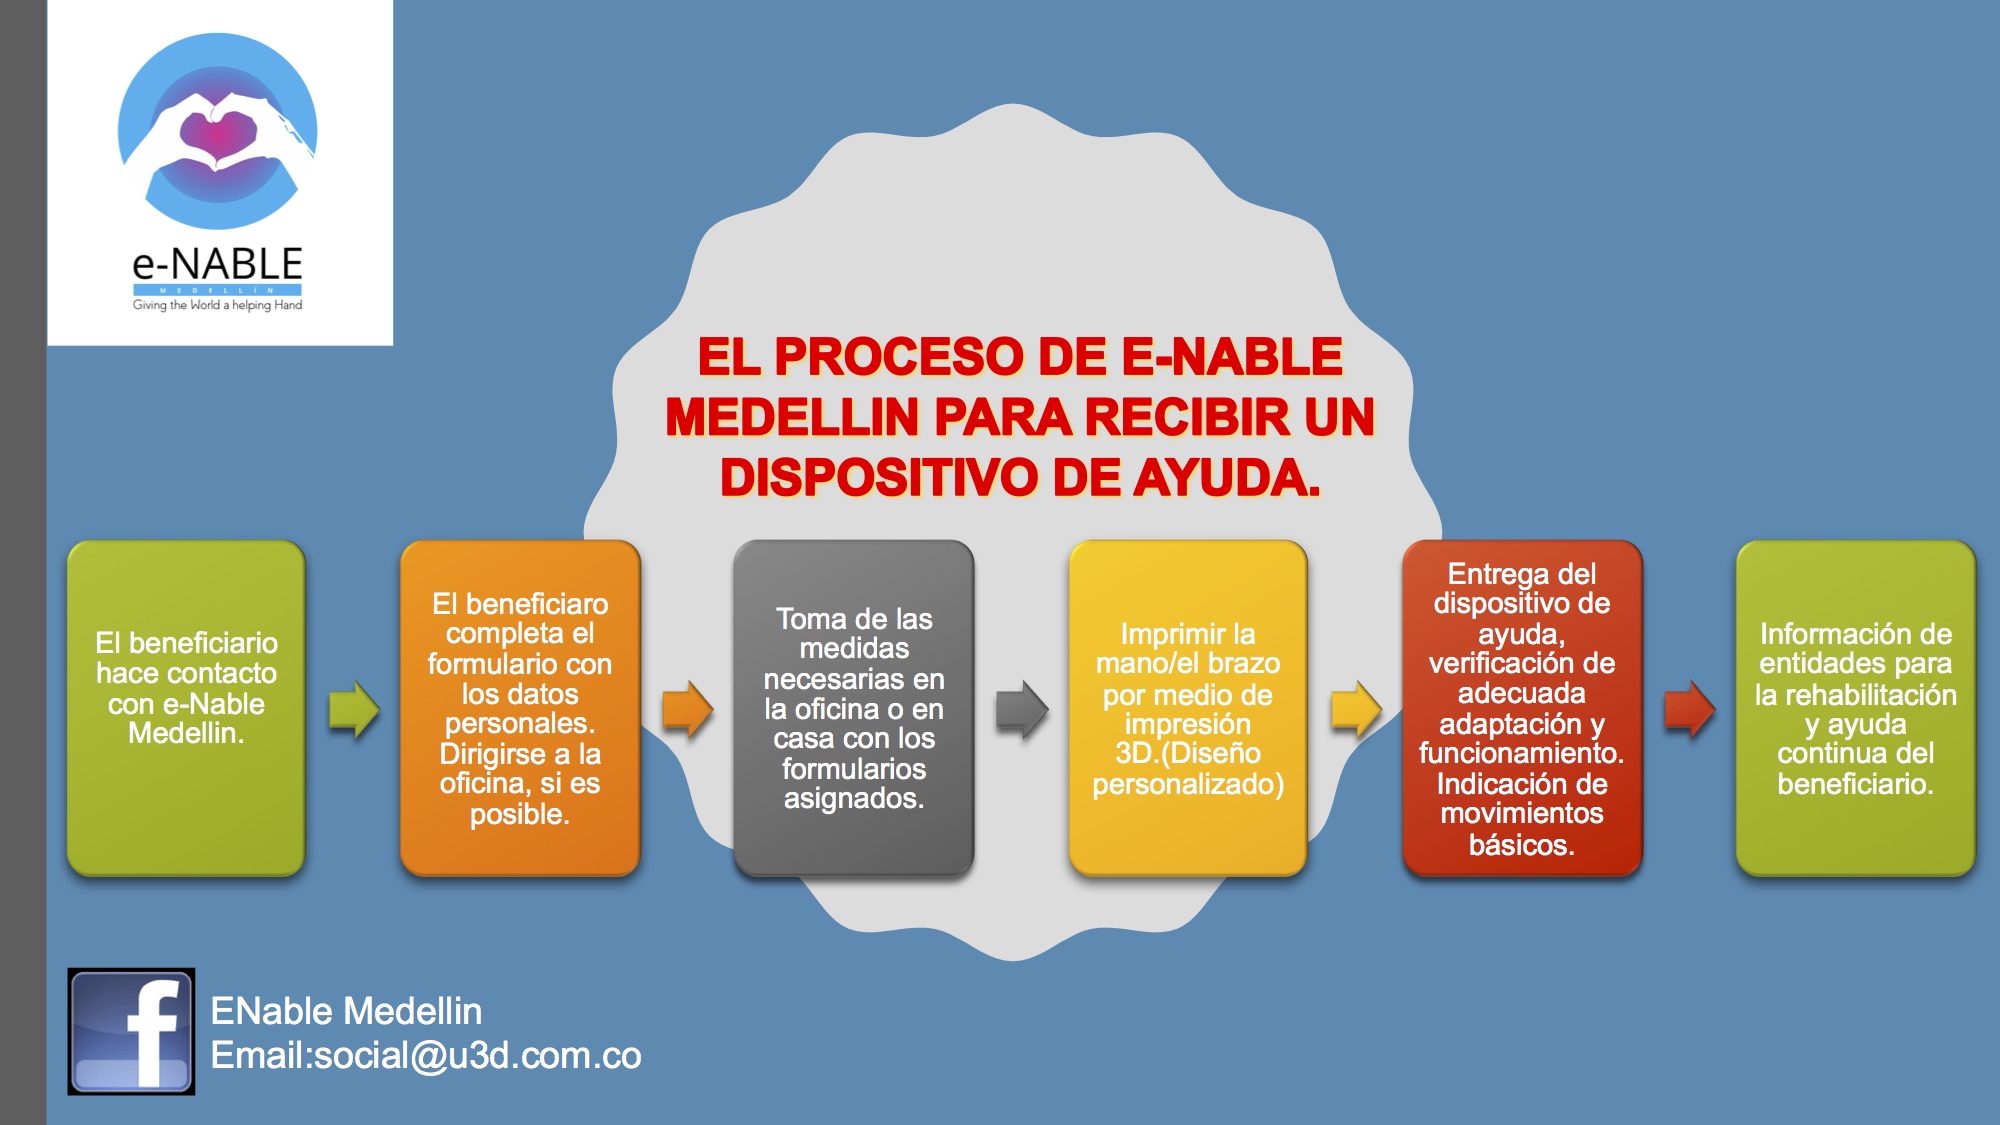 e-NABLE
MEDELLÍN
Giving the World a helping Hand
EL PROCESO DE E-NABLE
MEDELLIN PARA RECIBIR UN
DISPOSITIVO DE AYUDA.
El beneficiario
hace contacto
con e-Nable
Medellin.
El beneficiaro
completa el
formulario con
los datos
personales.
Dirigirse a la
oficina, si es
posible.
Toma de las
medidas
necesarias en
la oficina o en
casa con los
formularios
asignados.
Imprimir la
mano/el brazo
por medio de
impresión
3D.(Diseño
personalizado)
Entrega del
dispositivo de
ayuda,
verificación de
adecuada
adaptación y
funcionamiento.
Indicación de
movimientos
básicos.
Información de
entidades para
la rehabilitación
y ayuda
continua del
beneficiario.
f
ENable Medellin
Email:social@u3d.com.co